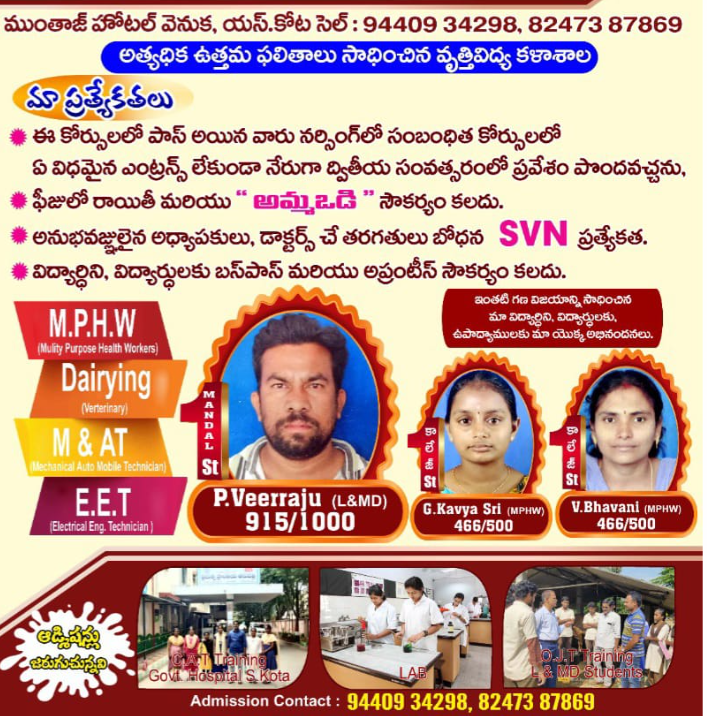 ముంతాజ్ హోటల్ వెనుక, యస్.కోట సెల్ : 94409 34298, 82473 87869
అత్యధిక ఉత్తమ ఫలితాలు సాధించిన వృత్తివిద్య కళాశాల
మా ప్రత్యేకతలు
ఈ కోర్సులలో పాస్ అయిన వారు నర్సింగ్‌లో సంబంధిత కోర్సులలో
ఏ విధమైన ఎంట్రన్స్ లేకుండా నేరుగా ద్వితీయ సంవత్సరంలో ప్రవేశం పొందవచ్చను,
ఫీజులో రాయితీ మరియు “ అమ్మఒడి ” సౌకర్యం కలదు.
అనుభవజ్ఞులైన అధ్యాపకులు, డాక్టర్స్ చే తరగతులు బోధన SVN ప్రత్యేకత.
విద్యార్థిని, విద్యార్థులకు బస్‌పాస్ మరియు అప్రంటీస్ సౌకర్యం కలదు.
ఇంతటి గణ విజయాన్ని సాధించిన
మా విద్యార్థిని, విద్యార్థులకు,
ఉపాద్యాములకు మా యొక్క అభినందనలు.
M.P.H.W
(Mulity Purpose Health Workers)
Dairying
(Verterinary)
M & AT
(Mechanical Auto Mobile Technician)
E.E.T
(Electrical Eng. Technician )
MANDAL
1 St
P.Veerraju (L&MD)
915/1000
కాలేజ్
1 St
G.Kavya Sri (MPHW)
466/500
కాలేజ్
1 St
V.Bhavani (MPHW)
466/500
అడ్మిషన్లు
జరుగుచున్నవి
C.A.T Training
Govt. Hospital S.Kota
LAB
O.J.T Training
L & MD Students
Admission Contact : 94409 34298, 82473 87869